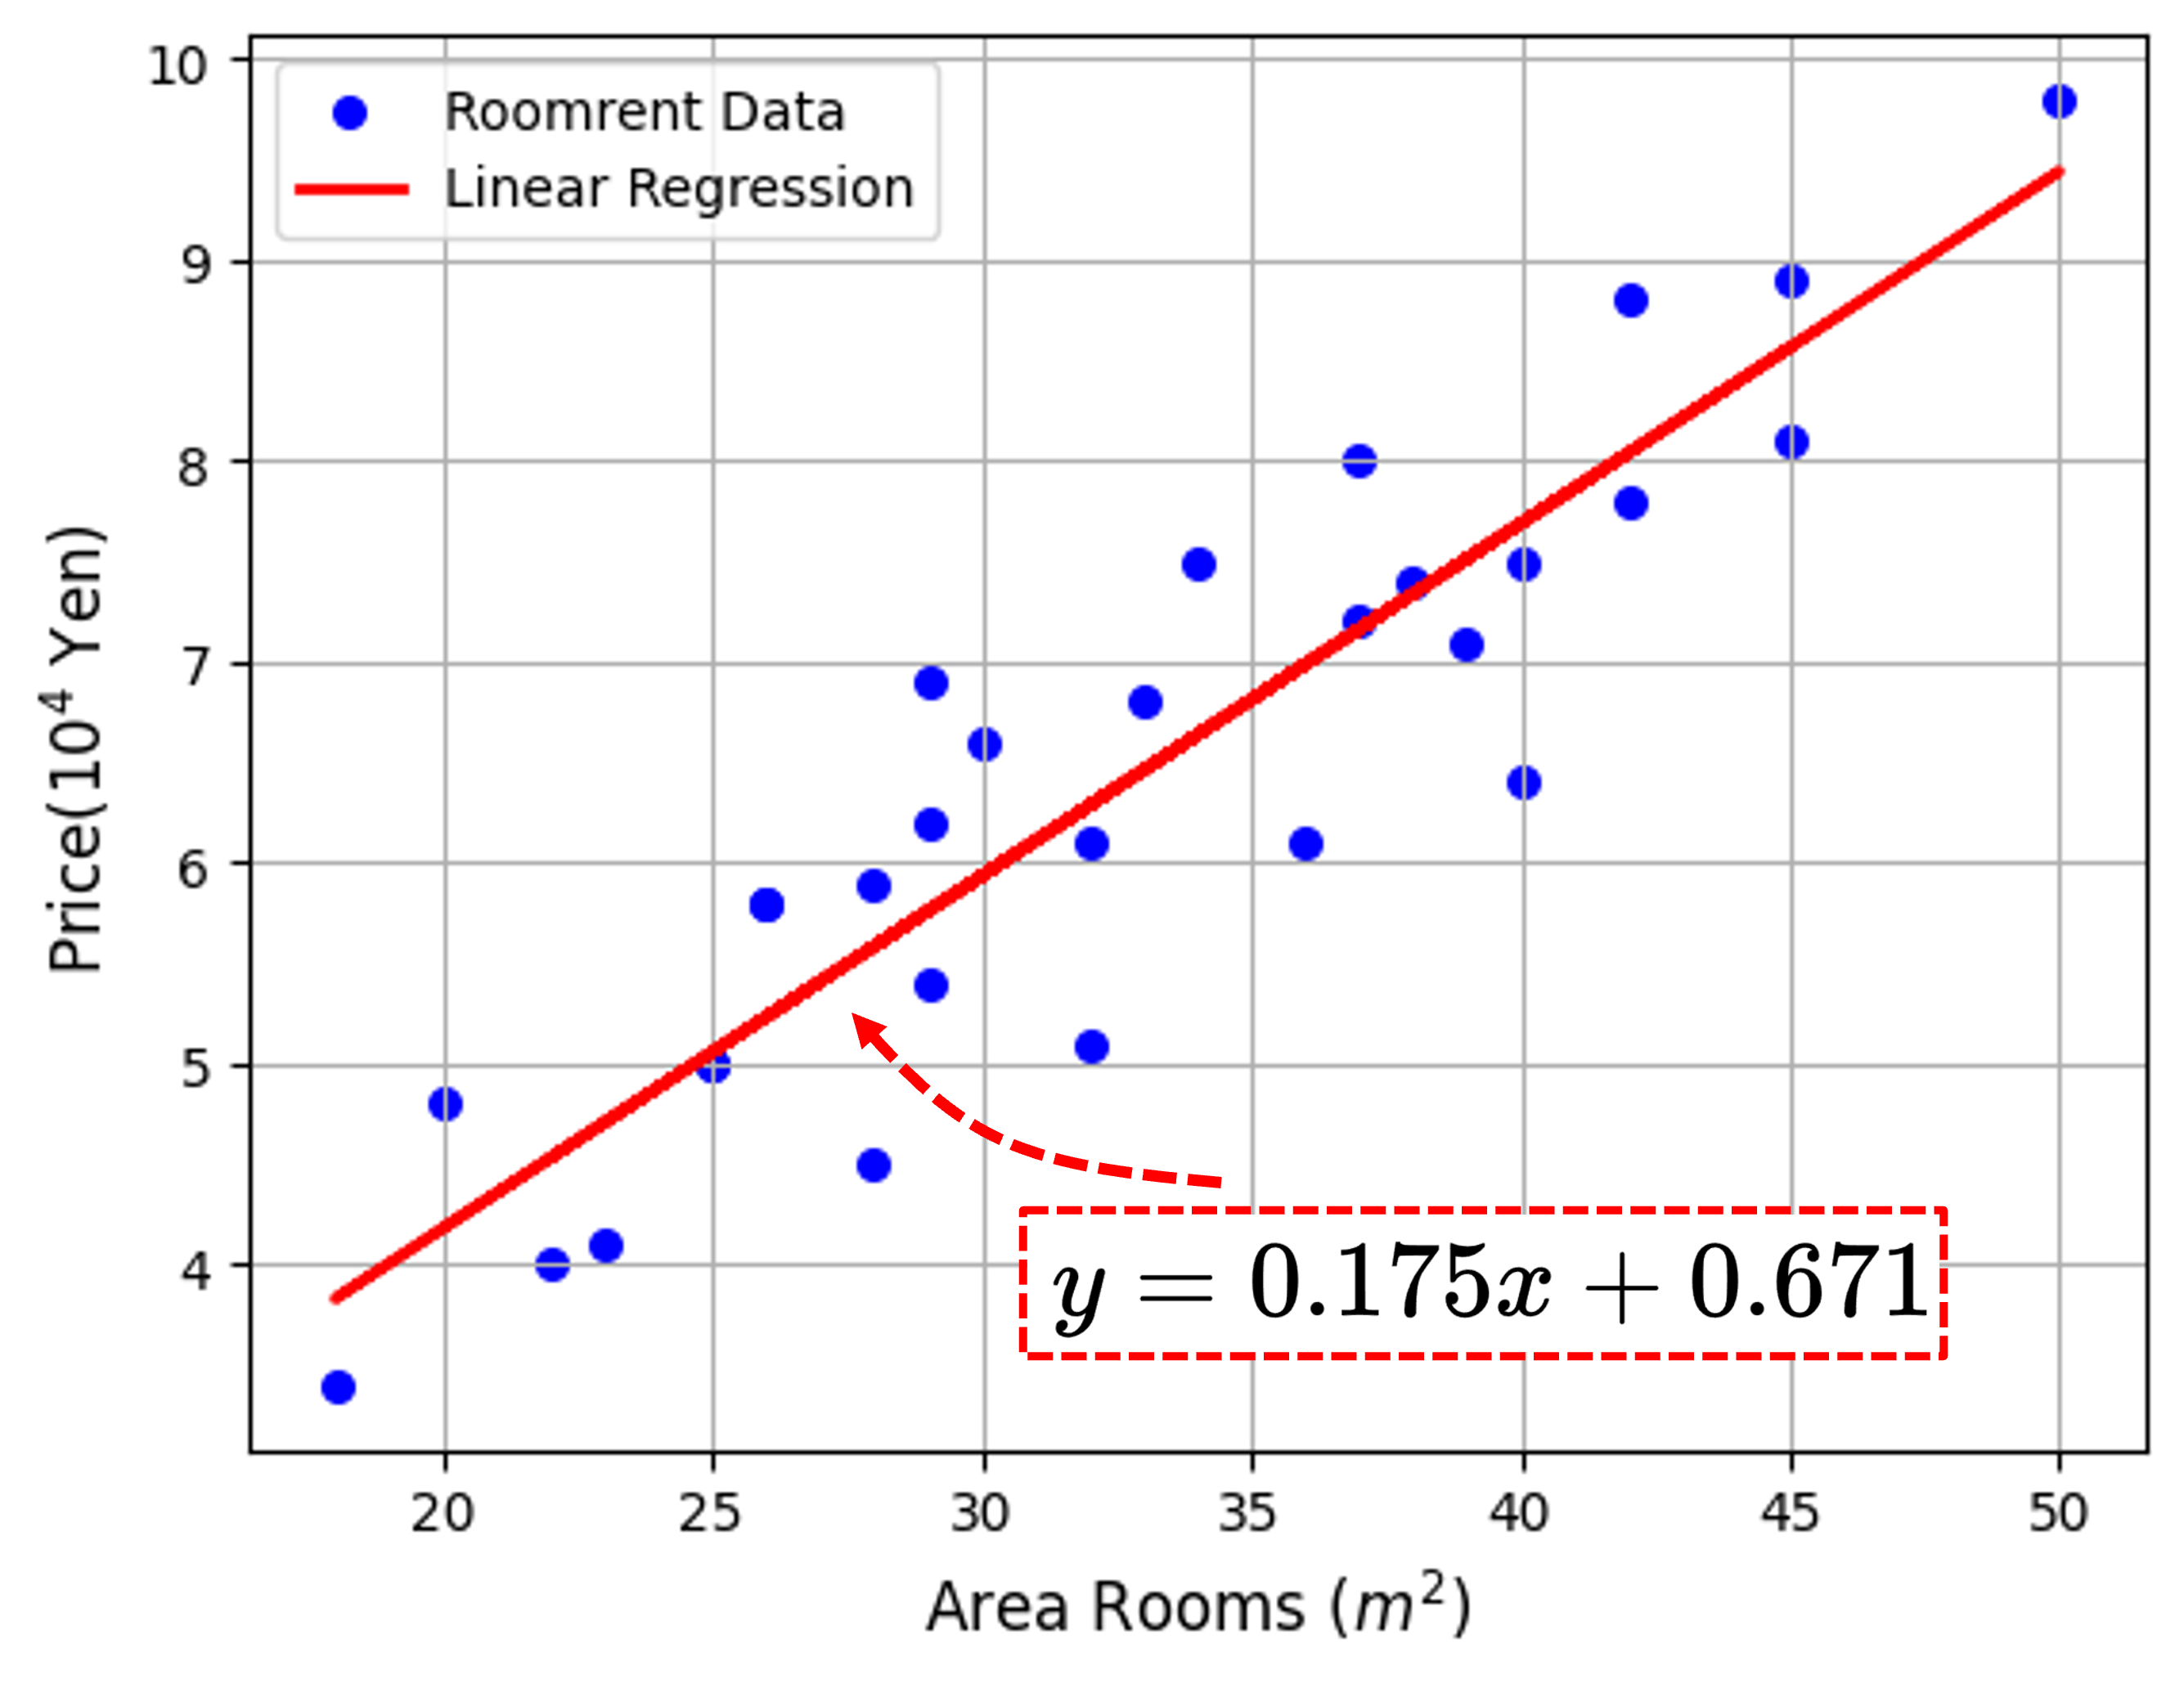 10
9
8
7
6
5
4
Price(10⁴ Yen)
Roomrent Data
Linear Regression
y = 0.175x + 0.671
20 25 30 35 40 45 50
Area Rooms (m²)